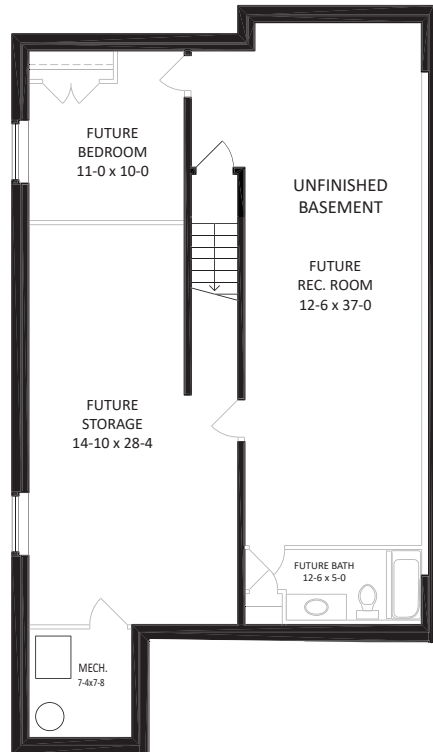 FUTURE
BEDROOM
11-0 x 10-0
UNFINISHED
BASEMENT
FUTURE
REC. ROOM
12-6 x 37-0
FUTURE
STORAGE
14-10 x 28-4
FUTURE BATH
12-6 x 5-0
MECH.
7-4x7-8